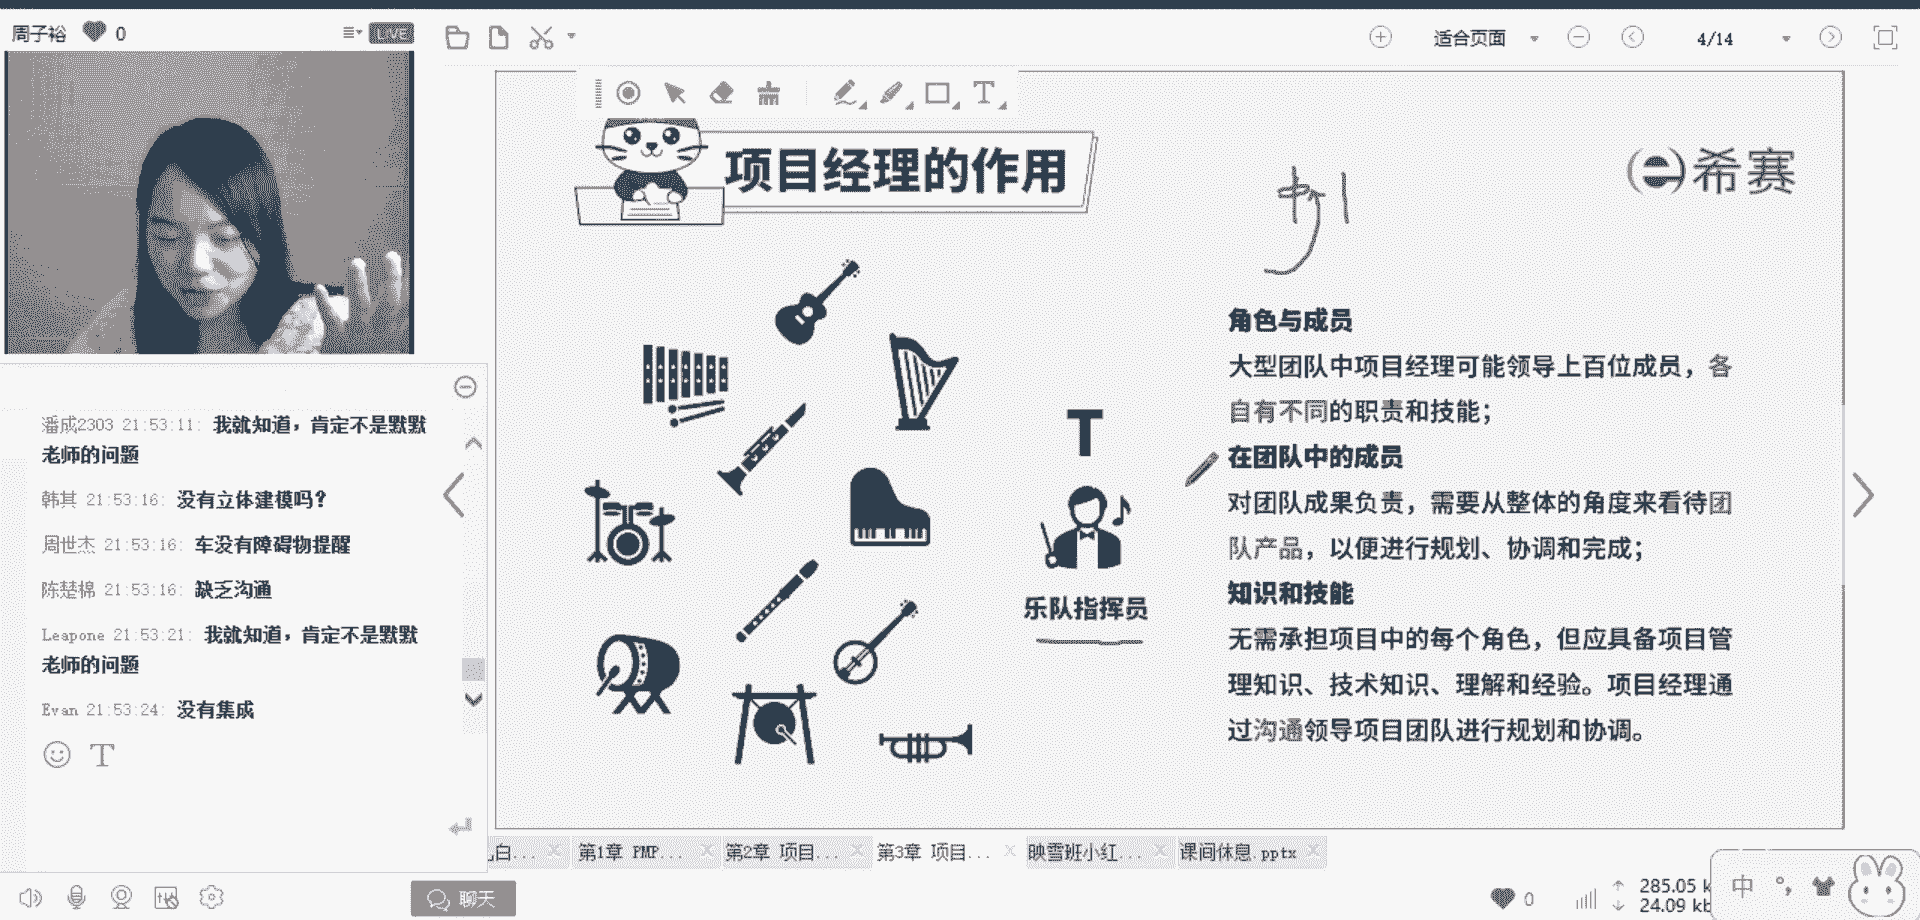 周子裕 0
LIVE
适合页面
4/14
项目经理的作用
希赛
角色与成员
大型团队中项目经理可能领导上百位成员，各
自有不同的职责和技能；
在团队中的成员
对团队成果负责，需要从整体的角度来看待团
队产品，以便进行规划、协调和完成；
知识和技能
无需承担项目中的每个角色，但应具备项目管
理知识、技术知识、理解和经验。项目经理通
过沟通领导项目团队进行规划和协调。
T
乐队指挥员
潘成2303 21:53:11: 我就知道，肯定不是默默
老师的问题
韩其 21:53:16: 没有立体建模吗？
周世杰 21:53:16: 车没有障碍物提醒
陈楚棉 21:53:16: 缺乏沟通
Leapone 21:53:21: 我就知道，肯定不是默默
老师的问题
Evan 21:53:24: 没有集成
T
白... 第1章 PMP... 第2章 项目... 第3章 项目... 映雪班小红... 课间休息.pptx
聊天
0
285.05 k
24.09 kb
中